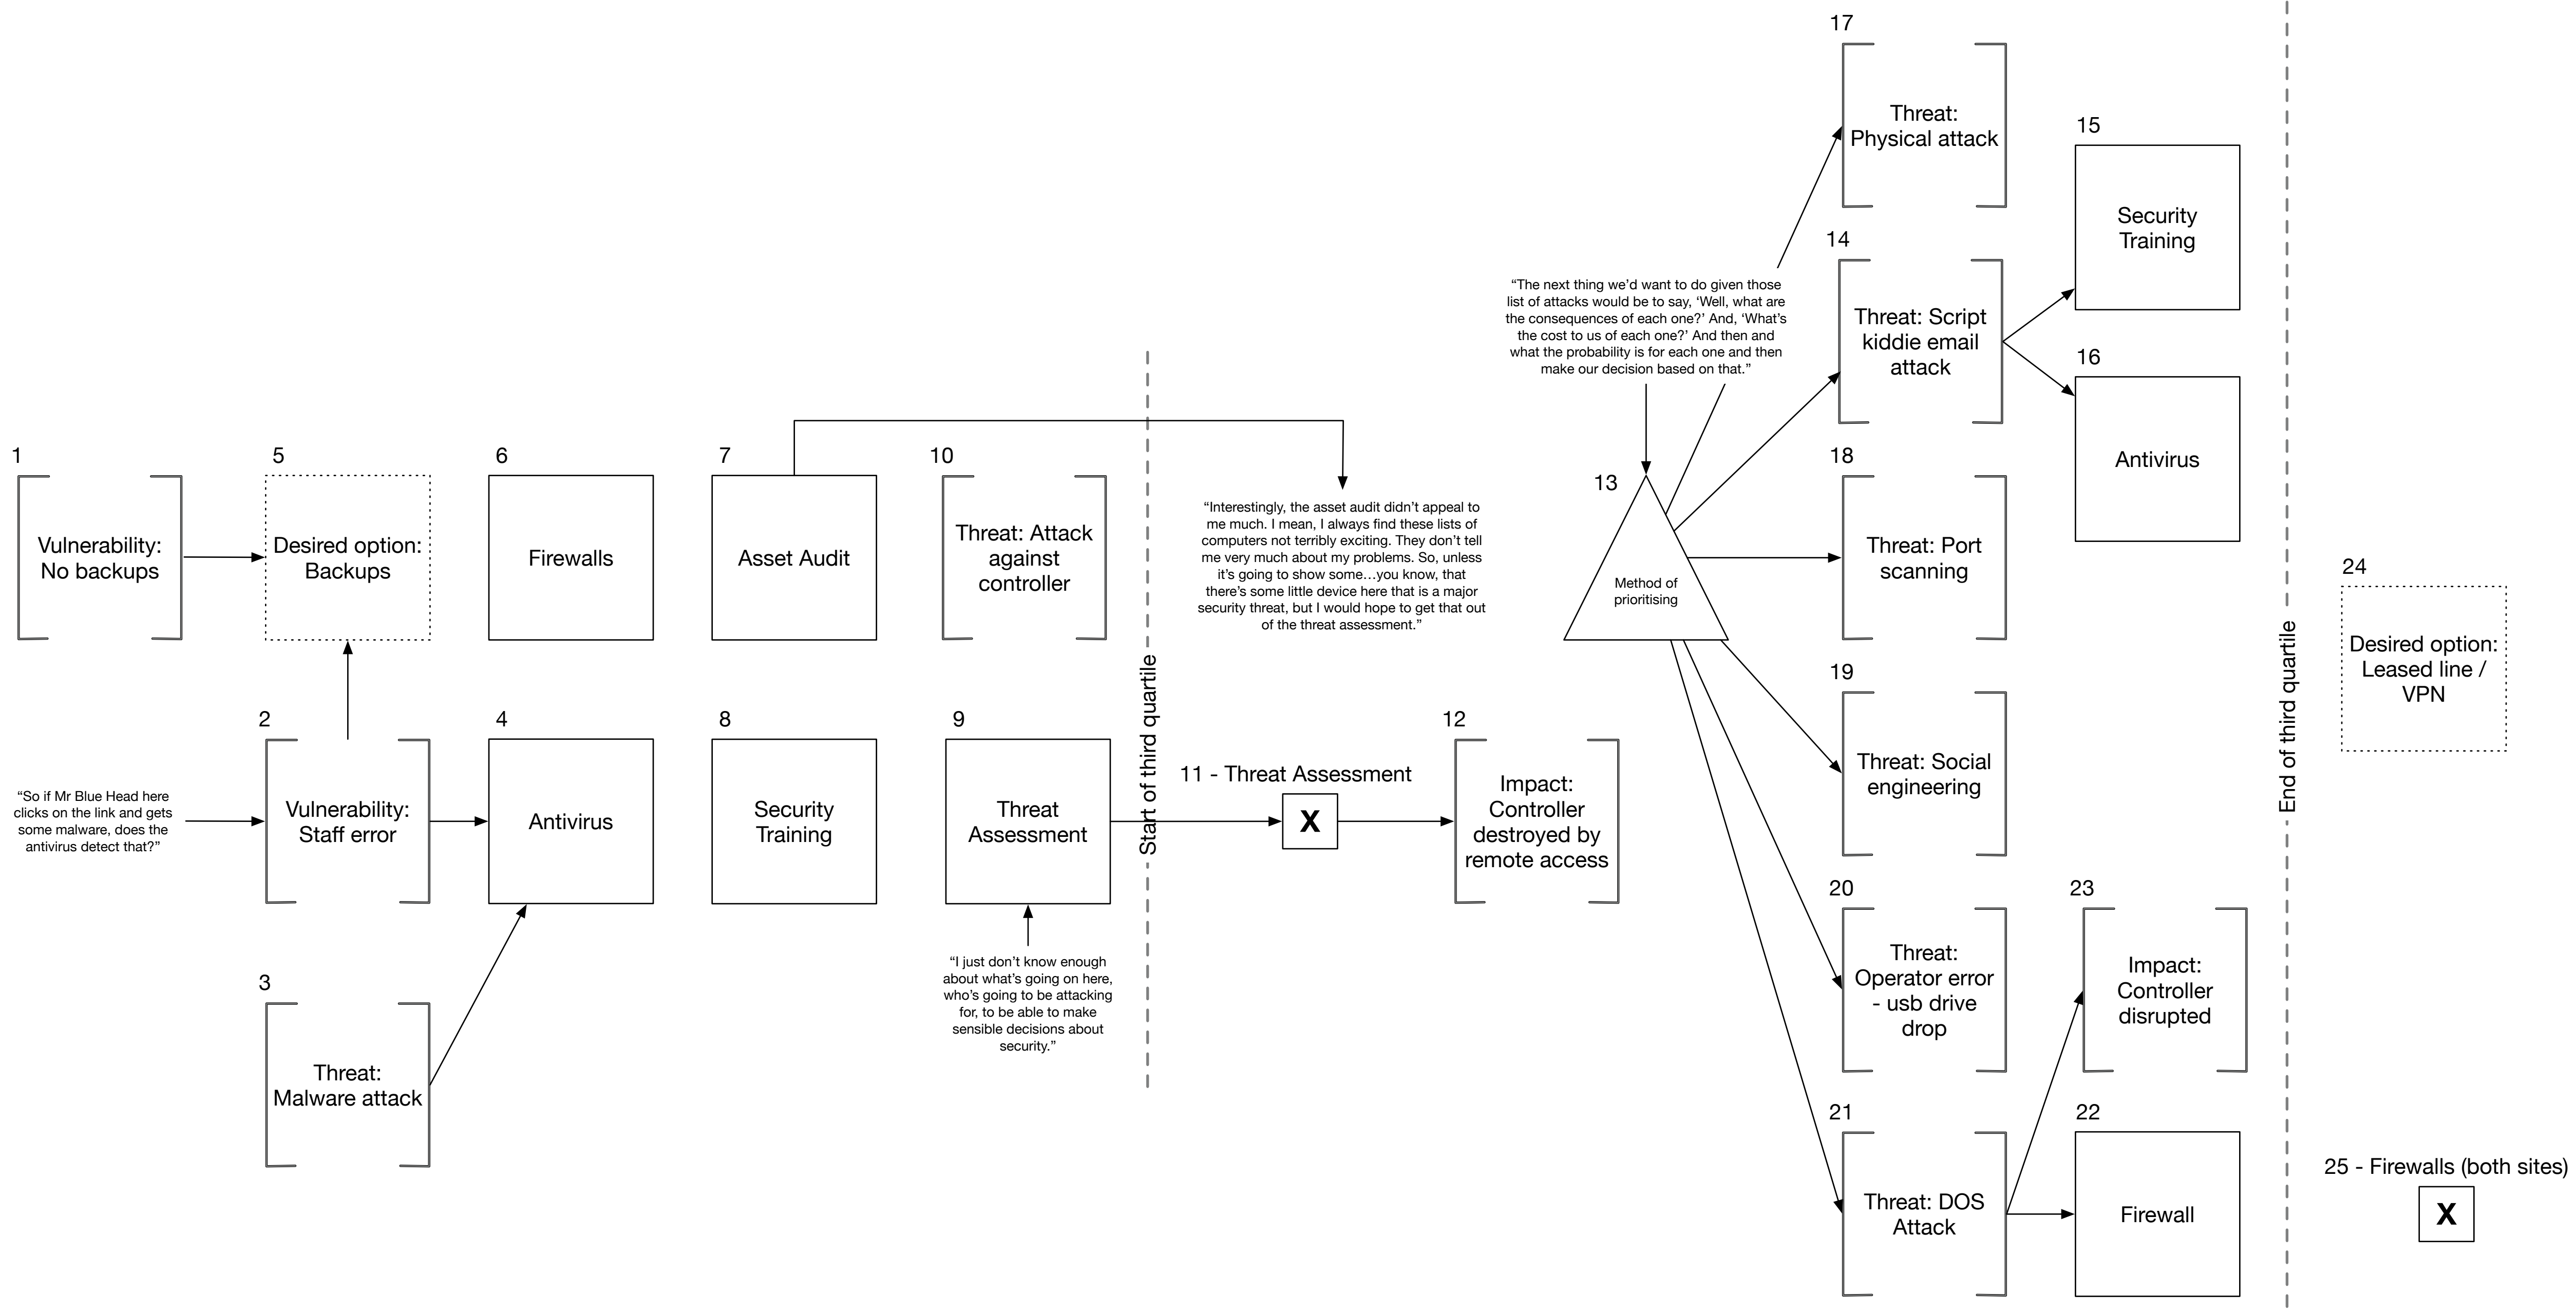 1
Vulnerability:
No backups
5
Desired option:
Backups
6
Firewalls
7
Asset Audit
10
Threat: Attack
against
controller
“So if Mr Blue Head here
clicks on the link and gets
some malware, does the
antivirus detect that?”
2
Vulnerability:
Staff error
4
Antivirus
8
Security
Training
9
Threat
Assessment
“I just don’t know enough
about what’s going on here,
who’s going to be attacking
for, to be able to make
sensible decisions about
security.”
3
Threat:
Malware attack
Start of third quartile
“Interestingly, the asset audit didn’t appeal to
me much. I mean, I always find these lists of
computers not terribly exciting. They don’t tell
me very much about my problems. So, unless
it’s going to show some…you know, that
there’s some little device here that is a major
security threat, but I would hope to get that out
of the threat assessment.”
11 - Threat Assessment
X
12
Impact:
Controller
destroyed by
remote access
“The next thing we’d want to do given those
list of attacks would be to say, ‘Well, what are
the consequences of each one?’ And, ‘What’s
the cost to us of each one?’ And then and
what the probability is for each one and then
make our decision based on that.”
13
Method of
prioritising
17
Threat:
Physical attack
14
Threat: Script
kiddie email
attack
15
Security
Training
16
Antivirus
18
Threat: Port
scanning
19
Threat: Social
engineering
20
Threat:
Operator error
- usb drive
drop
23
Impact:
Controller
disrupted
21
Threat: DOS
Attack
22
Firewall
End of third quartile
24
Desired option:
Leased line /
VPN
25 - Firewalls (both sites)
X